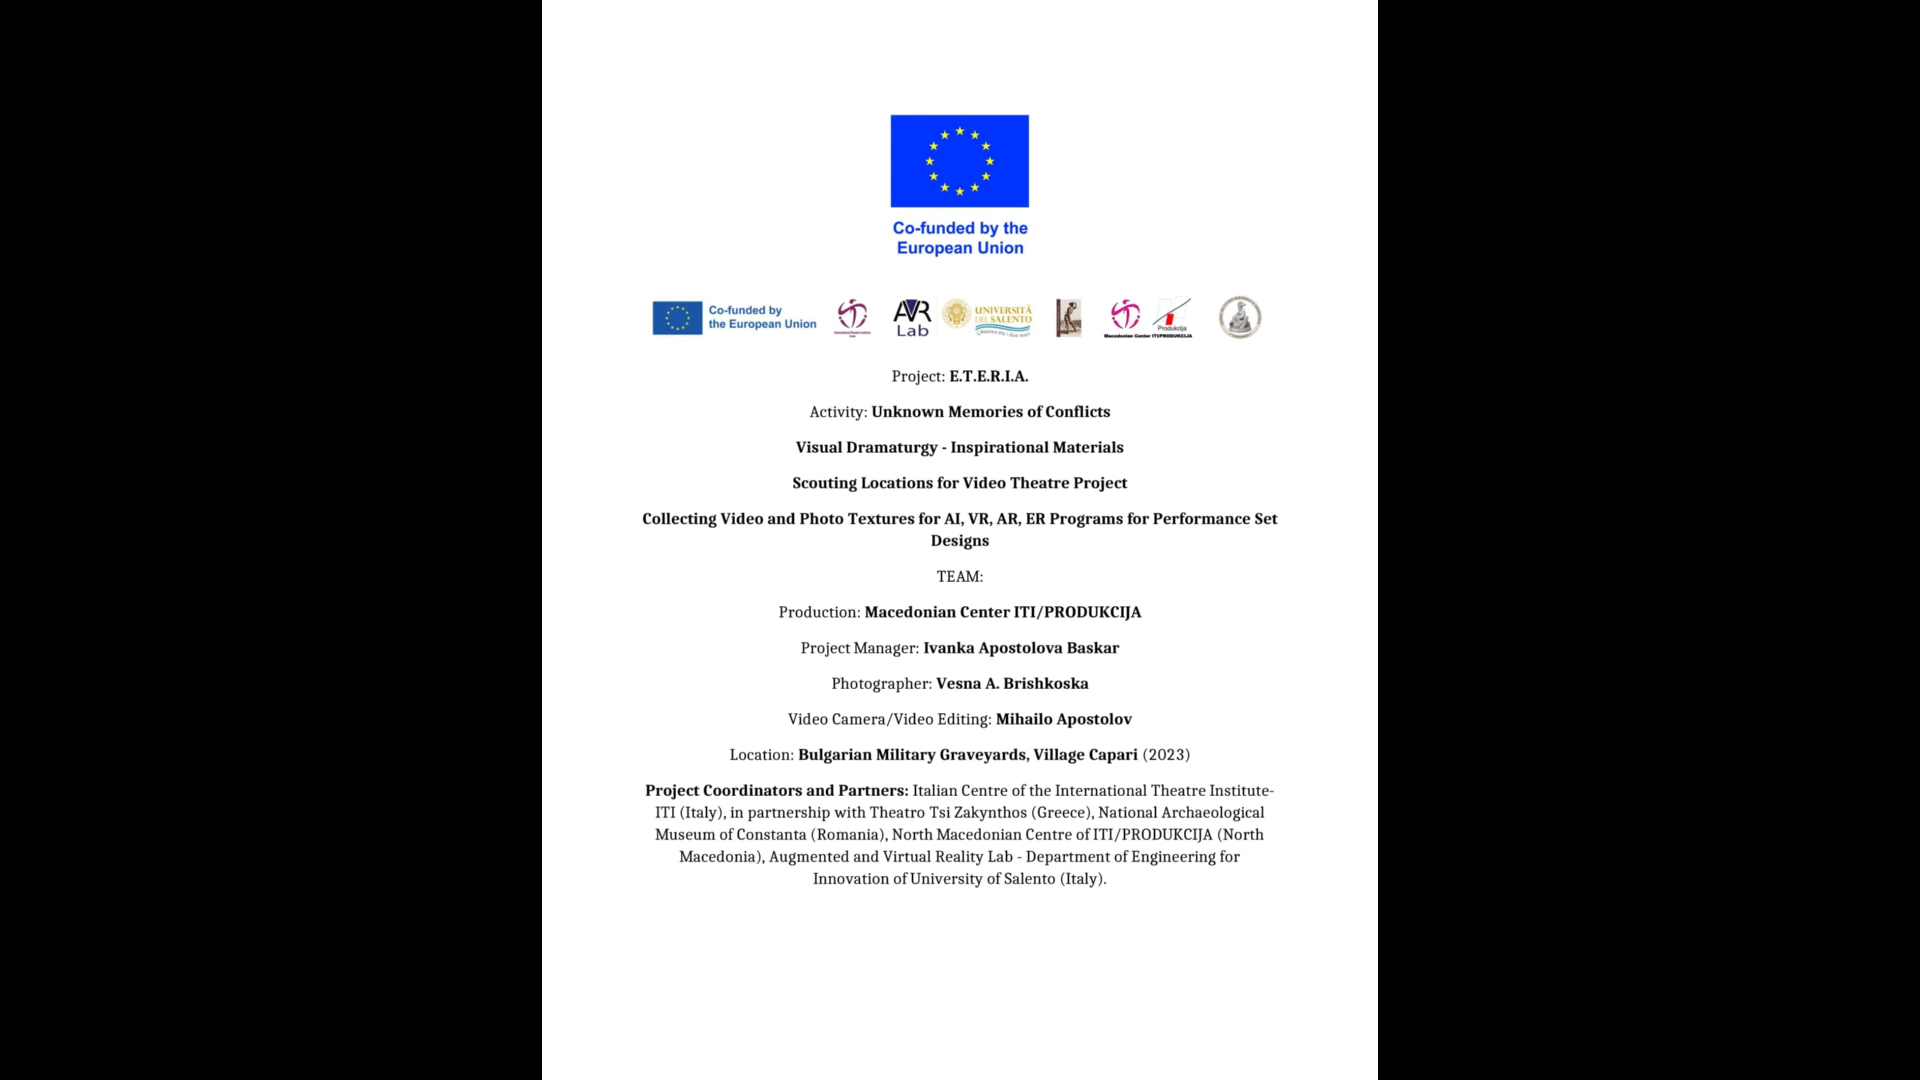 Co-funded by the
European Union
Co-funded by
the European Union
AVR
Lab
UNIVERSITÀ
DEL SALENTO
Produkcija
Macedonian Center ITI/PRODUKCIJA
Project: E.T.E.R.I.A.
Activity: Unknown Memories of Conflicts
Visual Dramaturgy - Inspirational Materials
Scouting Locations for Video Theatre Project
Collecting Video and Photo Textures for AI, VR, AR, ER Programs for Performance Set
Designs
TEAM:
Production: Macedonian Center ITI/PRODUKCIJA
Project Manager: Ivanka Apostolova Baskar
Photographer: Vesna A. Brishkoska
Video Camera/Video Editing: Mihailo Apostolov
Location: Bulgarian Military Graveyards, Village Capari (2023)
Project Coordinators and Partners: Italian Centre of the International Theatre Institute-
ITI (Italy), in partnership with Theatro Tsi Zakynthos (Greece), National Archaeological
Museum of Constanta (Romania), North Macedonian Centre of ITI/PRODUKCIJA (North
Macedonia), Augmented and Virtual Reality Lab - Department of Engineering for
Innovation of University of Salento (Italy).